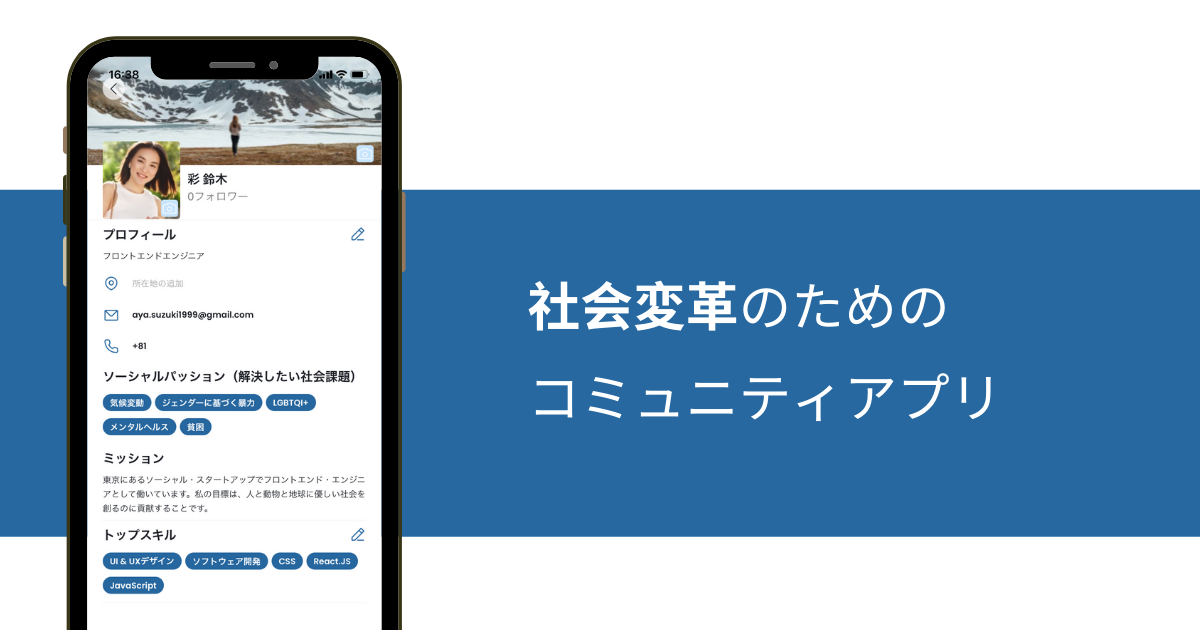 16:38
彩 鈴木
0フォロワー
プロフィール
フロントエンドエンジニア
所在地の追加
aya.suzuki1999@gmail.com
+81
ソーシャルパッション（解決したい社会課題）
気候変動 ジェンダーに基づく暴力 LGBTQI+
メンタルヘルス 貧困
ミッション
東京にあるソーシャル・スタートアップでフロントエンド・エンジニ
アとして働いています。私の目標は、人と動物と地球に優しい社会を
創るのに貢献することです。
トップスキル
UI & UXデザイン ソフトウェア開発 CSS React.JS
JavaScript
社会変革のための
コミュニティアプリ